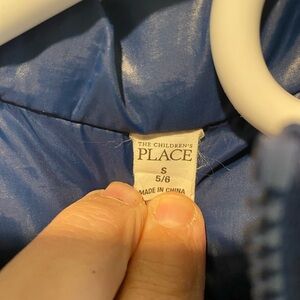 THE CHILDREN'S
PLACE
S
5/6
MADE IN CHINA